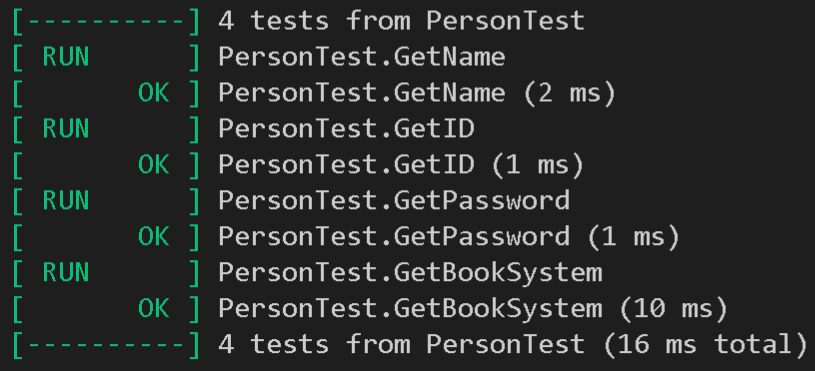 [----------] 4 tests from PersonTest
[ RUN      ] PersonTest.GetName
[       OK ] PersonTest.GetName (2 ms)
[ RUN      ] PersonTest.GetID
[       OK ] PersonTest.GetID (1 ms)
[ RUN      ] PersonTest.GetPassword
[       OK ] PersonTest.GetPassword (1 ms)
[ RUN      ] PersonTest.GetBookSystem
[       OK ] PersonTest.GetBookSystem (10 ms)
[----------] 4 tests from PersonTest (16 ms total)